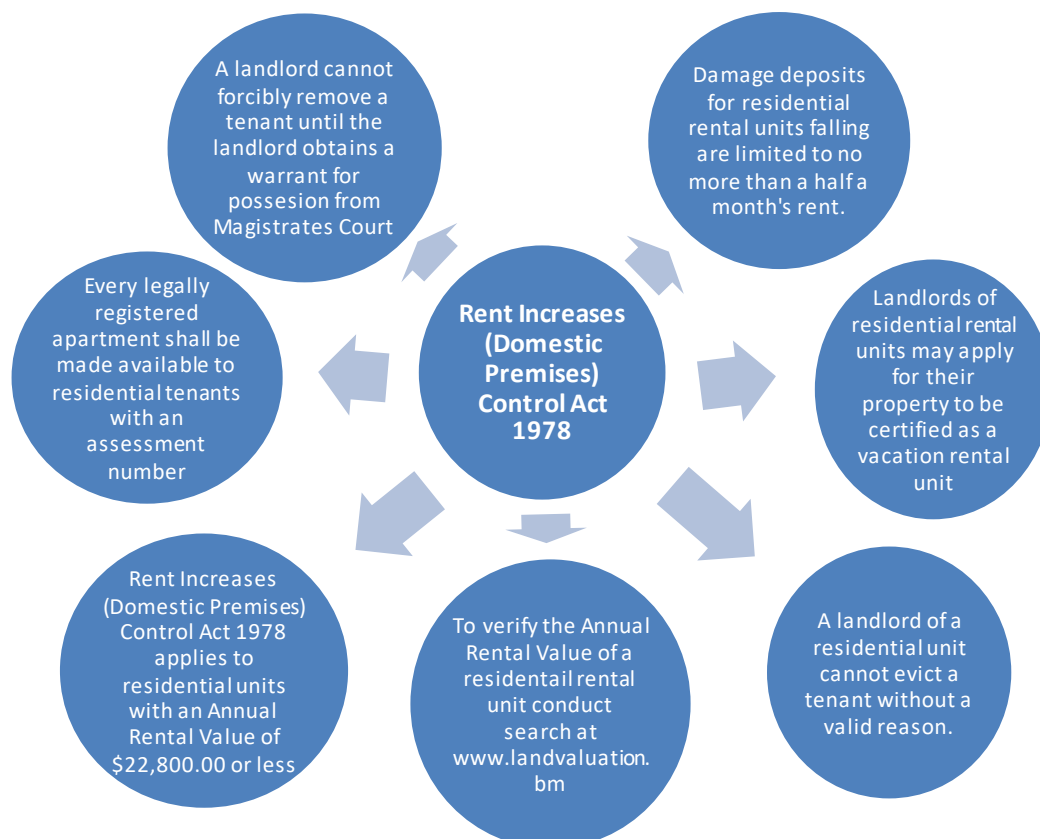 A landlord cannot
forcibly remove a
tenant until the
landlord obtains a
warrant for
possesion from
Magistrates Court
Damage deposits
for residential
rental units falling
are limited to no
more than a half a
month's rent.
Every legally
registered
apartment shall be
made available to
residential tenants
with an
assessment
number
Rent Increases
(Domestic
Premises)
Control Act
1978
Landlords of
residential rental
units may apply
for their
property to be
certified as a
vacation rental
unit
Rent Increases
(Domestic Premises)
Control Act 1978
applies to
residential units
with an Annual
Rental Value of
$22,800.00 or less
To verify the Annual
Rental Value of a
residentail rental
unit conduct
search at
www.landvaluation.
bm
A landlord of a
residential unit
cannot evict a
tenant without a
valid reason.